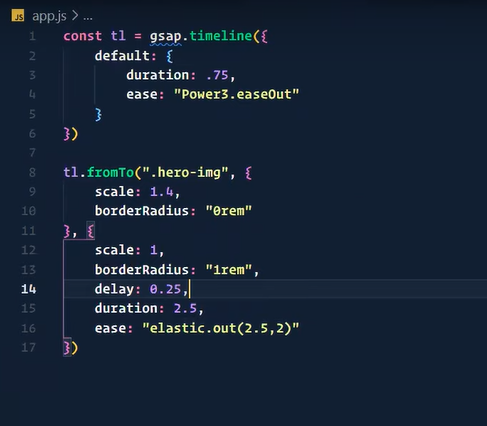 JS app.js > ...
1 const tl = gsap.timeline({
2 default: {
3 duration: .75,
4 ease: "Power3.easeOut"
5 }
6 })
7
8 tl.fromTo(".hero-img", {
9 scale: 1.4,
10 borderRadius: "0rem"
11 }, {
12 scale: 1,
13 borderRadius: "1rem",
14 delay: 0.25,
15 duration: 2.5,
16 ease: "elastic.out(2.5,2)"
17 })